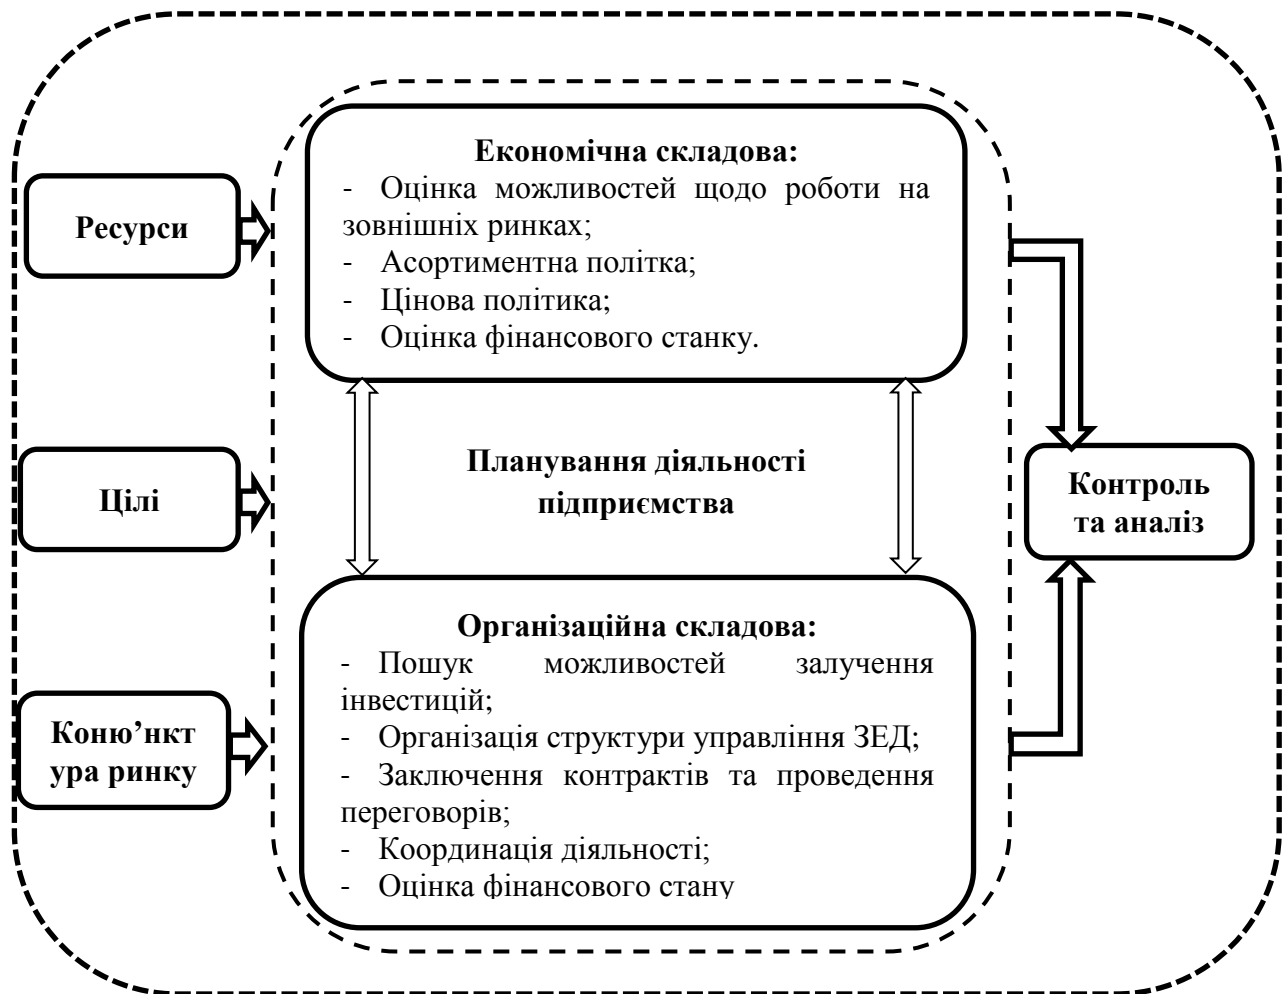 Економічна складова:
- Оцінка можливостей щодо роботи на
зовнішніх ринках;
- Асортиментна політка;
- Цінова політика;
- Оцінка фінансового станку.
Ресурси
Планування діяльності
підприємства
Цілі
Контроль
та аналіз
Організаційна складова:
- Пошук можливостей залучення
інвестицій;
- Організація структури управління ЗЕД;
- Заключення контрактів та проведення
переговорів;
- Координація діяльності;
- Оцінка фінансового стану
Коню’нкт
ура ринку